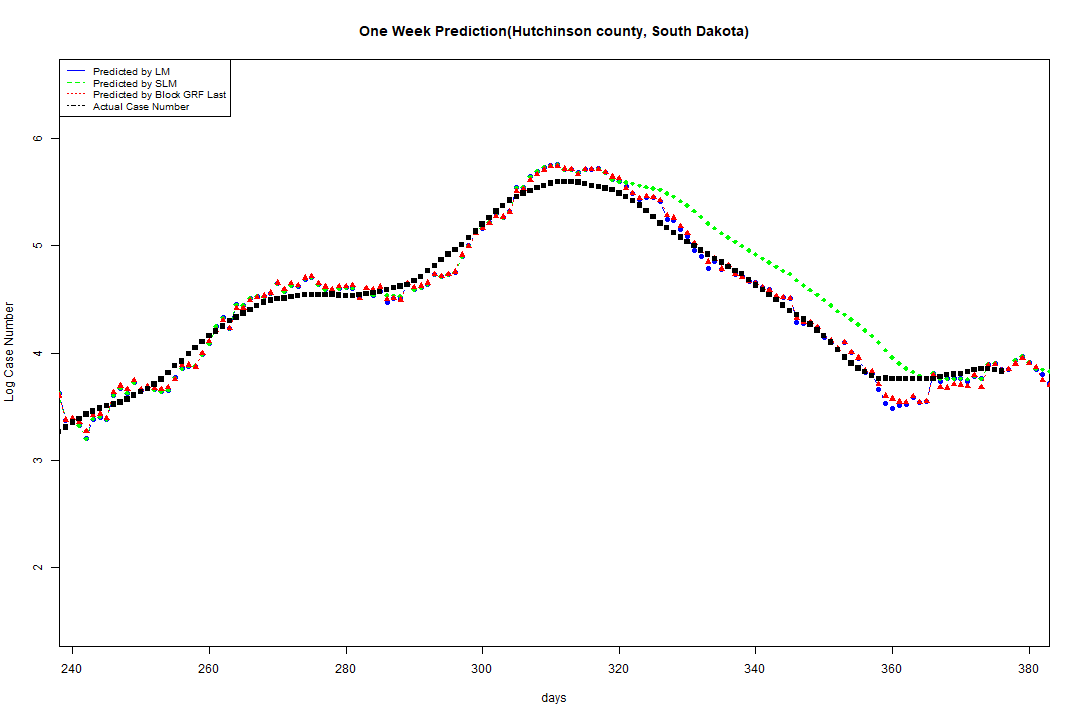 One Week Prediction(Hutchinson county, South Dakota)
Predicted by LM
Predicted by SLM
Predicted by Block GRF Last
Actual Case Number
6
5
4
3
2
Log Case Number
240 260 280 300 320 340 360 380
days